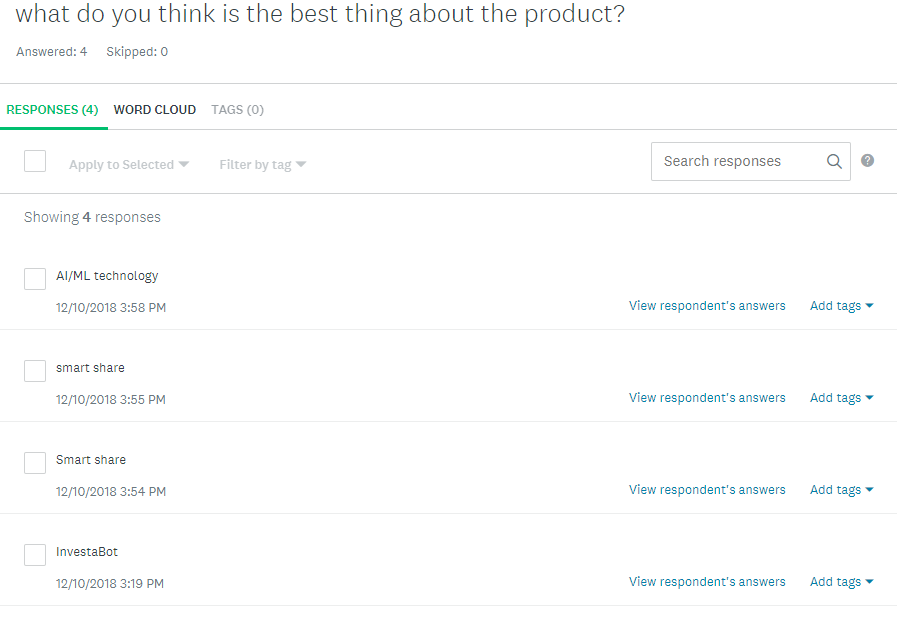 what do you think is the best thing about the product?
Answered: 4 Skipped: 0
RESPONSES (4) WORD CLOUD TAGS (0)
Apply to Selected Filter by tag Search responses ?
Showing 4 responses
AI/ML technology
12/10/2018 3:58 PM View respondent's answers Add tags
smart share
12/10/2018 3:55 PM View respondent's answers Add tags
Smart share
12/10/2018 3:54 PM View respondent's answers Add tags
InvestaBot
12/10/2018 3:19 PM View respondent's answers Add tags